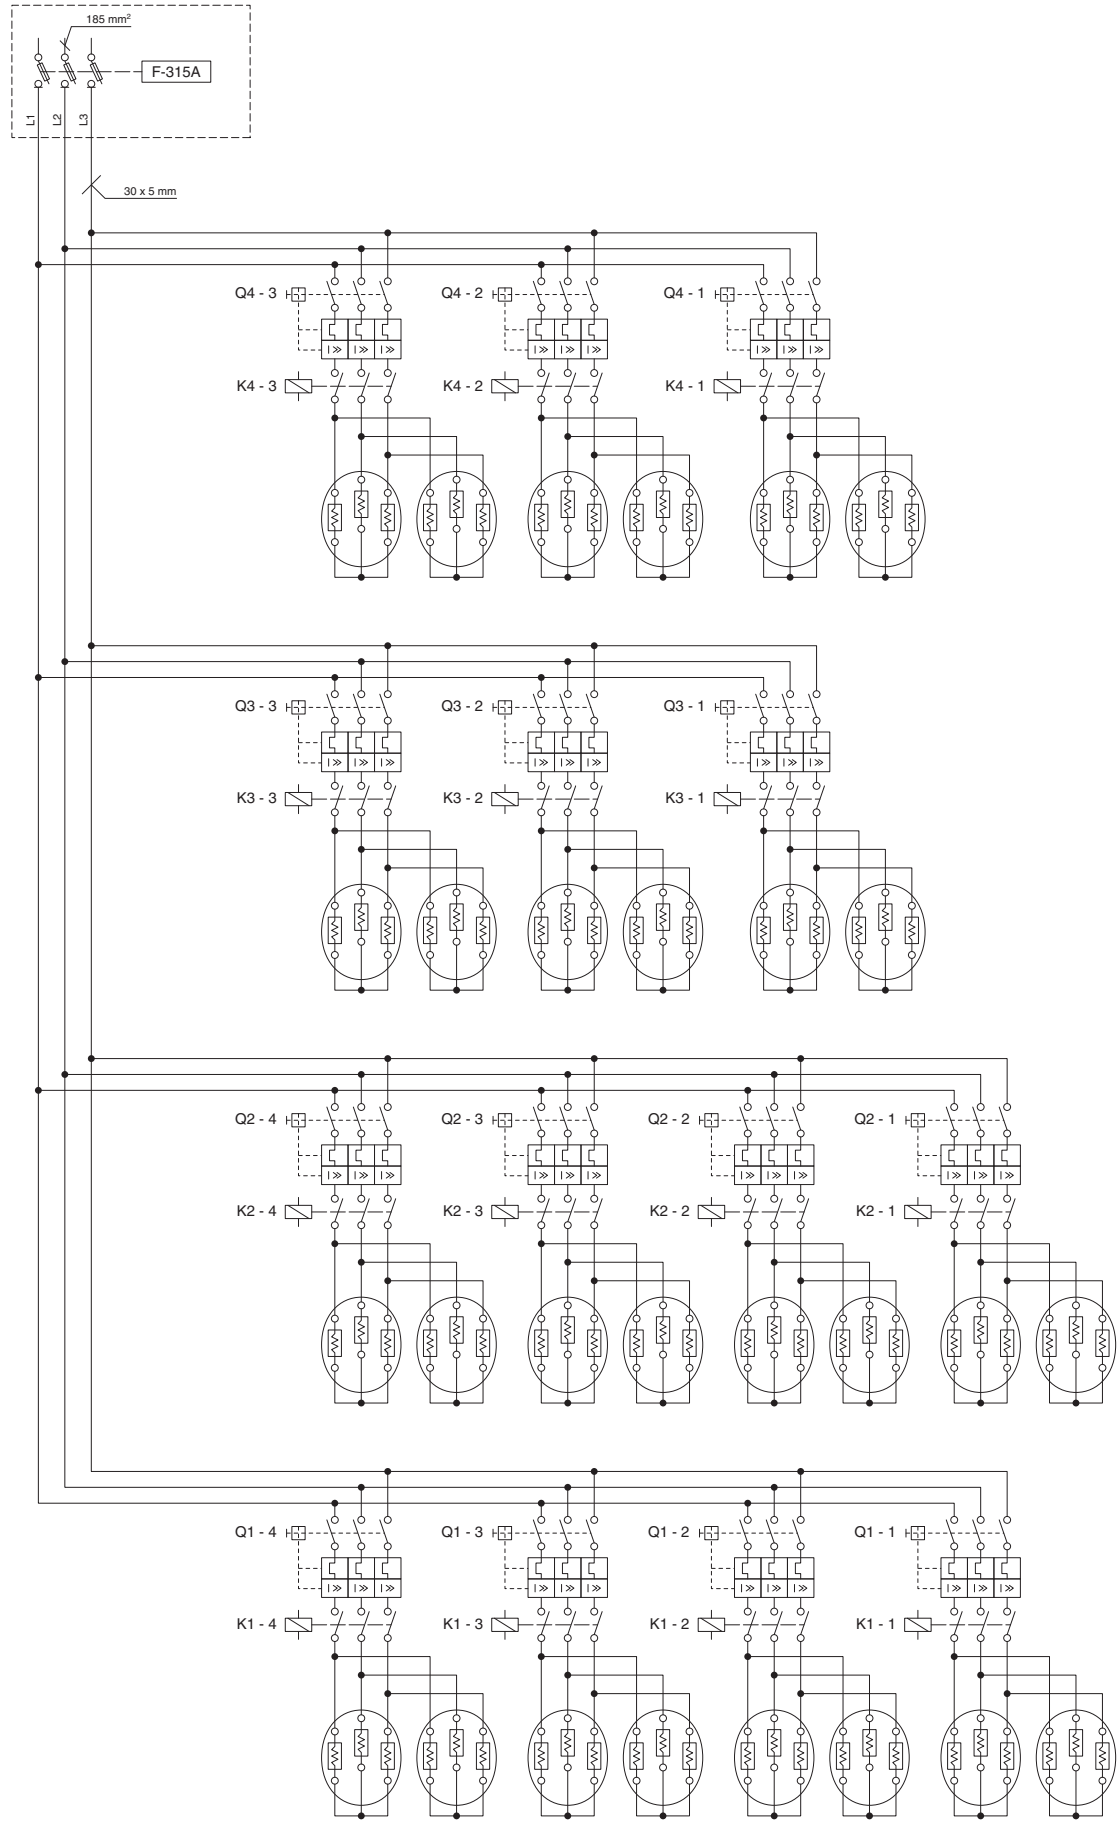 185 mm²
F-315A
L1
L2
L3
30 x 5 mm
Q4 - 3
Q4 - 2
Q4 - 1
I>> I>> I>>
I>> I>> I>>
I>> I>> I>>
K4 - 3
K4 - 2
K4 - 1
Q3 - 3
Q3 - 2
Q3 - 1
I>> I>> I>>
I>> I>> I>>
I>> I>> I>>
K3 - 3
K3 - 2
K3 - 1
Q2 - 4
Q2 - 3
Q2 - 2
Q2 - 1
I>> I>> I>>
I>> I>> I>>
I>> I>> I>>
I>> I>> I>>
K2 - 4
K2 - 3
K2 - 2
K2 - 1
Q1 - 4
Q1 - 3
Q1 - 2
Q1 - 1
I>> I>> I>>
I>> I>> I>>
I>> I>> I>>
I>> I>> I>>
K1 - 4
K1 - 3
K1 - 2
K1 - 1